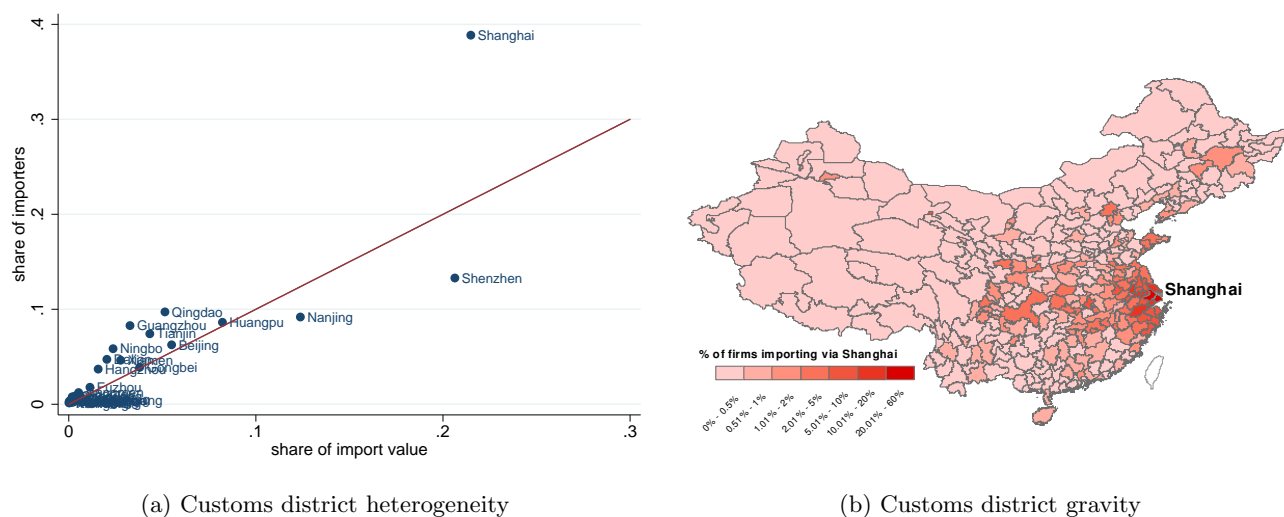 .4
.3
.2
.1
0
share of importers
Shanghai
Shenzhen
Qingdao
Guangzhou
Huangpu
Nanjing
Tianjin
Beijing
Ningbo
Xiamen
Gongbei
Hangzhou
Fuzhou
0 .1 .2 .3
share of import value
Shanghai
% of firms importing via Shanghai
0% - 0.5%
0.51% - 1%
1.01% - 2%
2.01% - 5%
5.01% - 10%
10.01% - 20%
20.01% - 60%
(a) Customs district heterogeneity
(b) Customs district gravity